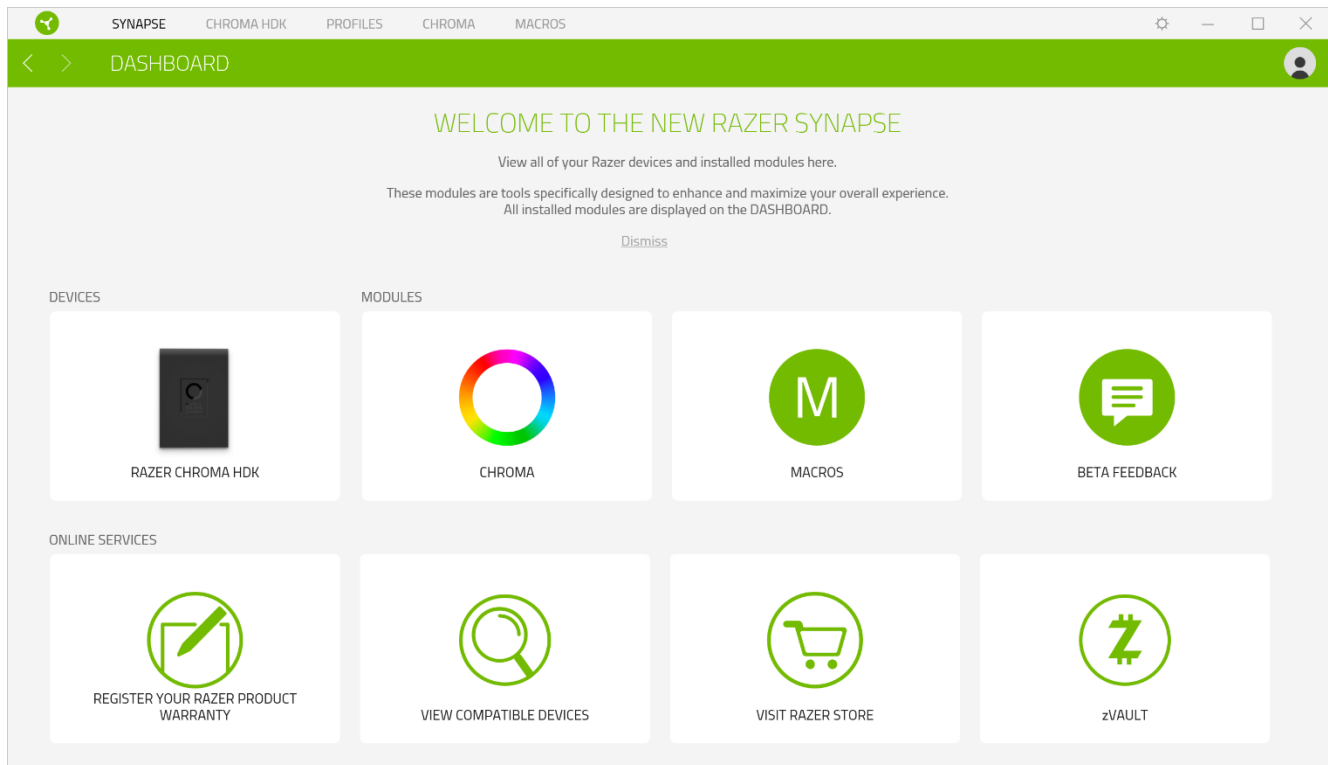 SYNAPSE CHROMA HDK PROFILES CHROMA MACROS
DASHBOARD
WELCOME TO THE NEW RAZER SYNAPSE
View all of your Razer devices and installed modules here.
These modules are tools specifically designed to enhance and maximize your overall experience.
All installed modules are displayed on the DASHBOARD.
Dismiss
DEVICES MODULES
M
RAZER CHROMA HDK CHROMA MACROS BETA FEEDBACK
ONLINE SERVICES
REGISTER YOUR RAZER PRODUCT
WARRANTY VIEW COMPATIBLE DEVICES VISIT RAZER STORE zVAULT